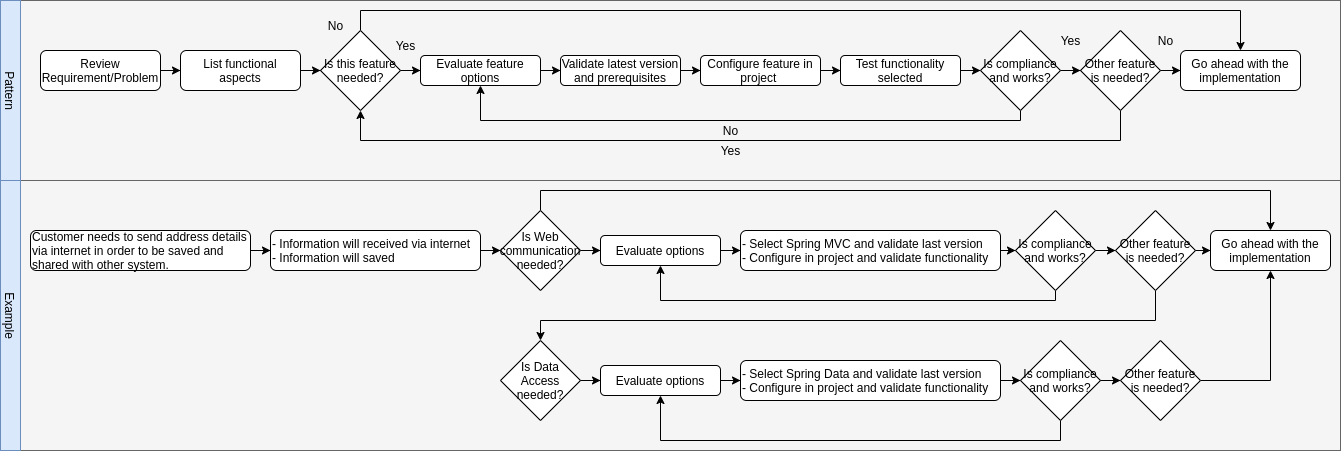 Pattern
No
Yes
Review
Requirement/Problem
List functional
aspects
Is this feature
needed?
Evaluate feature
options
Validate latest version
and prerequisites
Configure feature in
project
Test functionality
selected
Is compliance
and works?
Yes
Other feature
is needed?
No
Go ahead with the
implementation
No
Yes
Example
Customer needs to send address details
via internet in order to be saved and
shared with other system.
- Information will received via internet
- Information will saved
Is Web
communication
needed?
Evaluate options
- Select Spring MVC and validate last version
- Configure in project and validate functionality
Is compliance
and works?
Other feature
is needed?
Go ahead with the
implementation
Is Data
Access
needed?
Evaluate options
- Select Spring Data and validate last version
- Configure in project and validate functionality
Is compliance
and works?
Other feature
is needed?